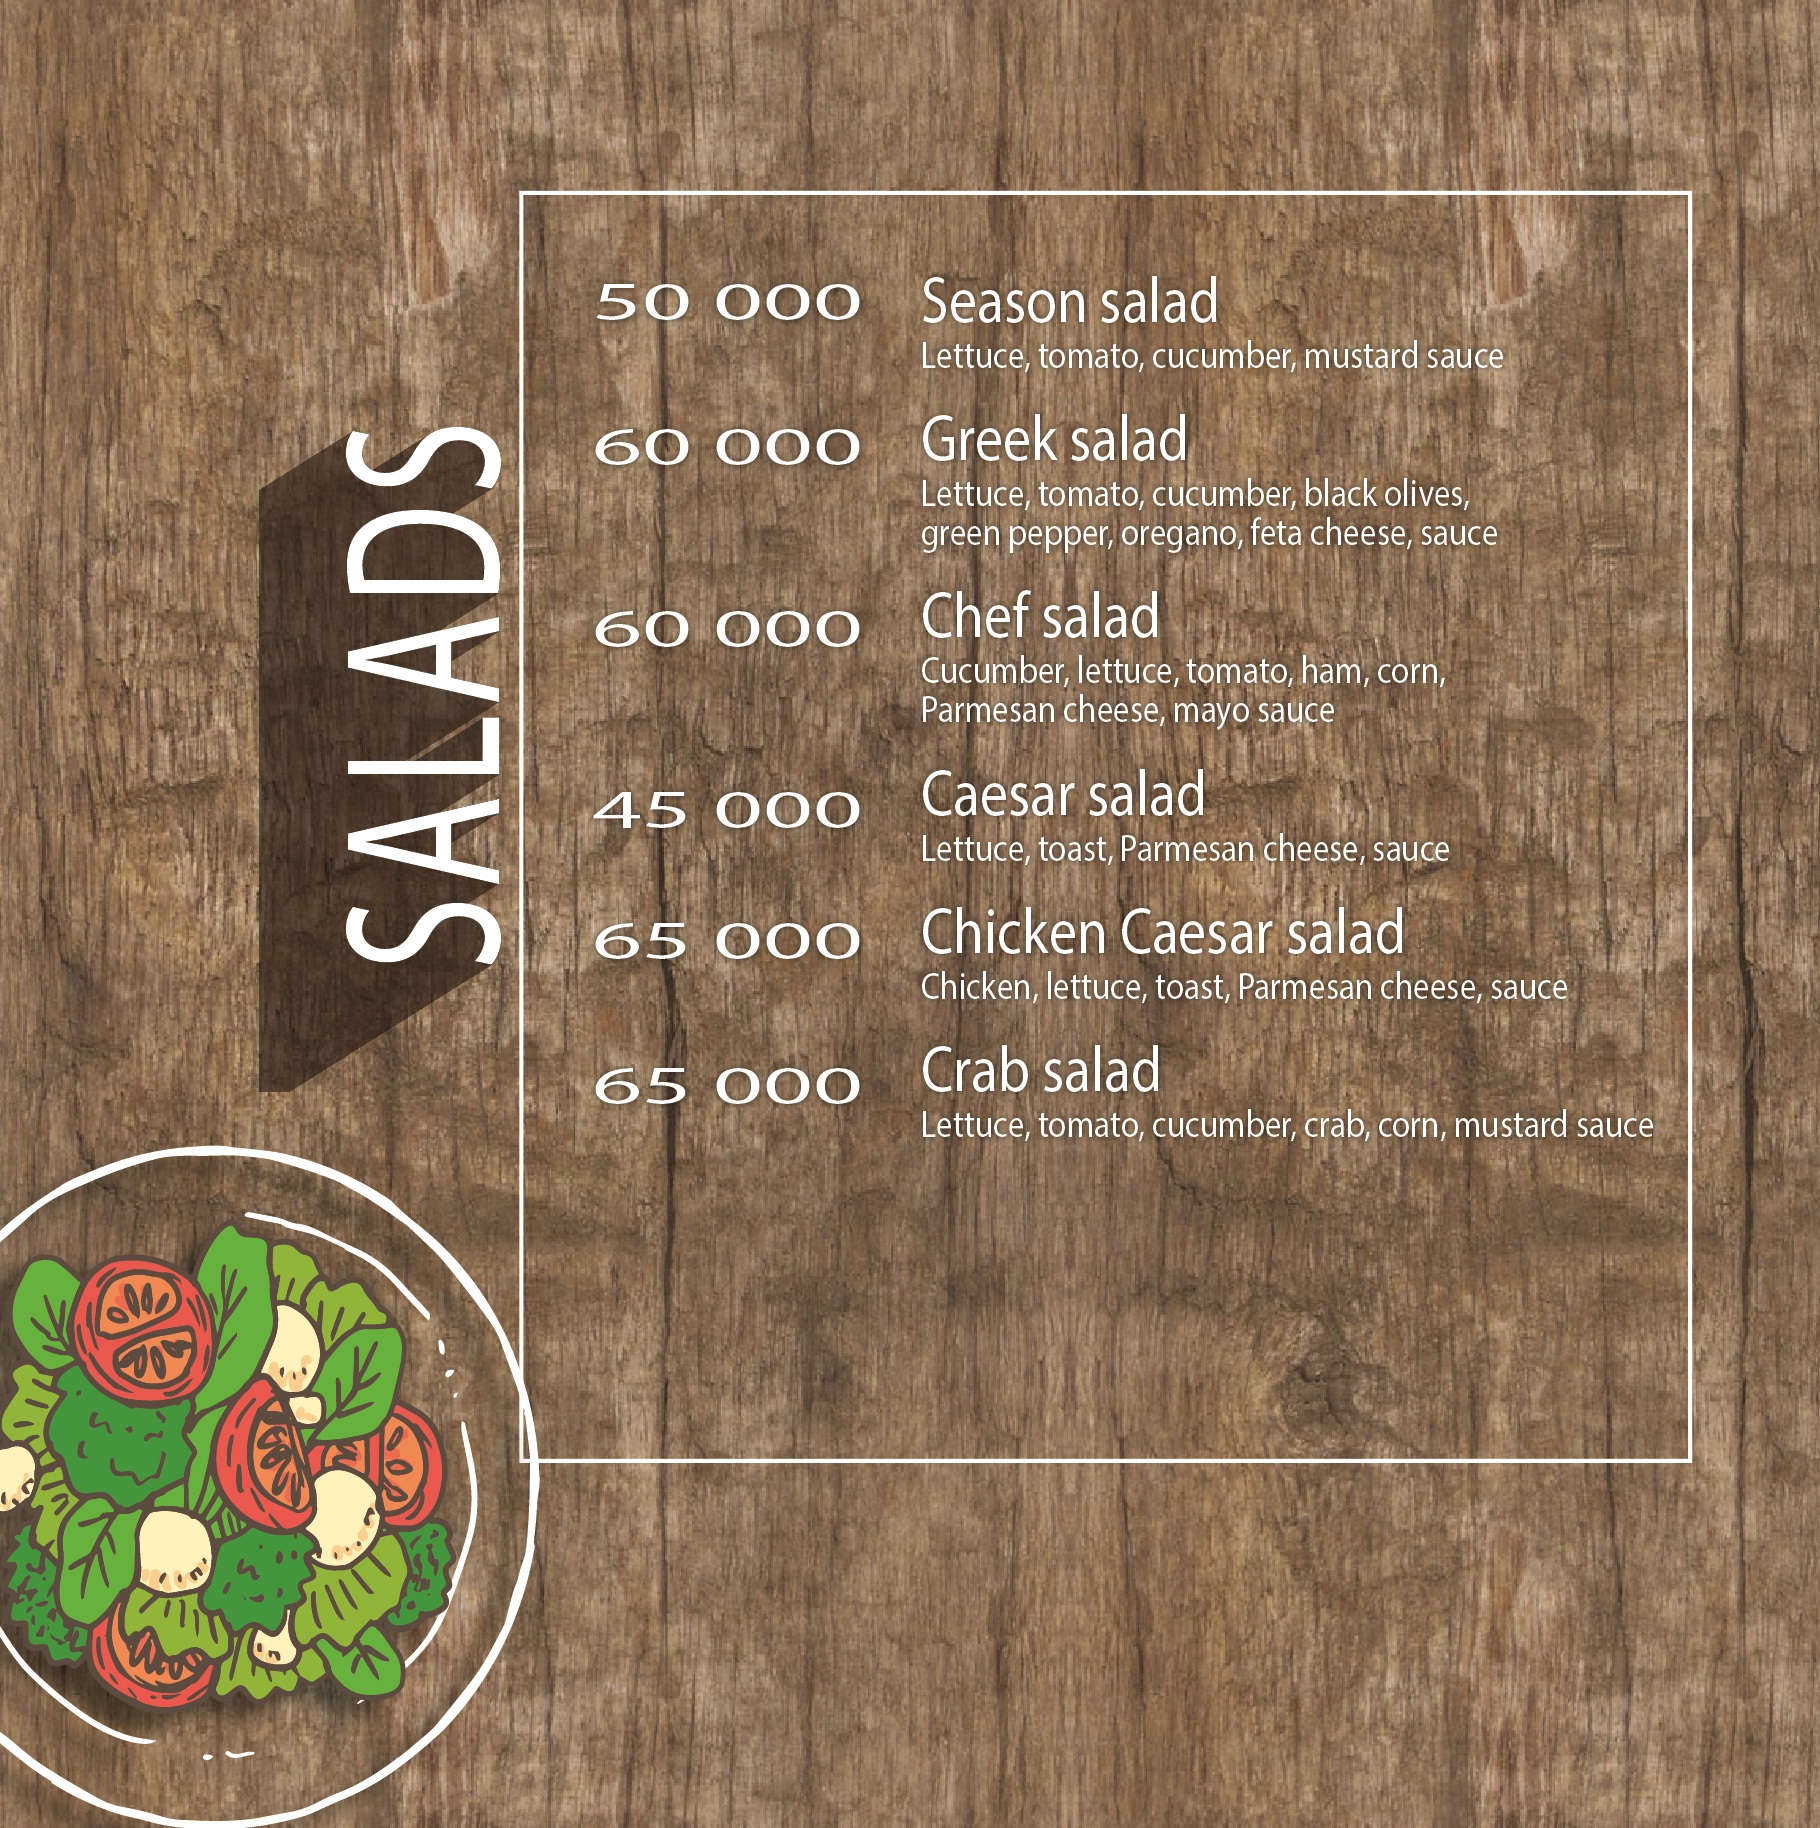 SALADS
50 000 Season salad
Lettuce, tomato, cucumber, mustard sauce
60 000 Greek salad
Lettuce, tomato, cucumber, black olives,
green pepper, oregano, feta cheese, sauce
60 000 Chef salad
Cucumber, lettuce, tomato, ham, corn,
Parmesan cheese, mayo sauce
45 000 Caesar salad
Lettuce, toast, Parmesan cheese, sauce
65 000 Chicken Caesar salad
Chicken, lettuce, toast, Parmesan cheese, sauce
65 000 Crab salad
Lettuce, tomato, cucumber, crab, corn, mustard sauce